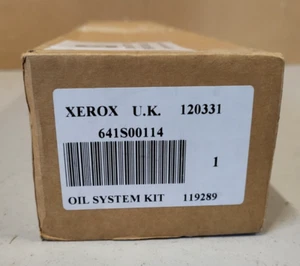 XEROX U.K. 120331
641S00114
1
OIL SYSTEM KIT 119289